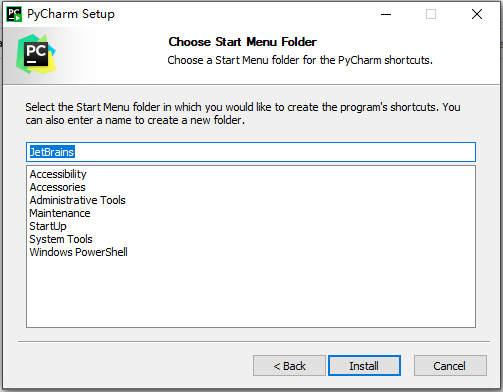 PyCharm Setup
PC
Choose Start Menu Folder
Choose a Start Menu folder for the PyCharm shortcuts.
Select the Start Menu folder in which you would like to create the program's shortcuts. You
can also enter a name to create a new folder.
JetBrains
Accessibility
Accessories
Administrative Tools
Maintenance
StartUp
System Tools
Windows PowerShell
< Back
Install
Cancel